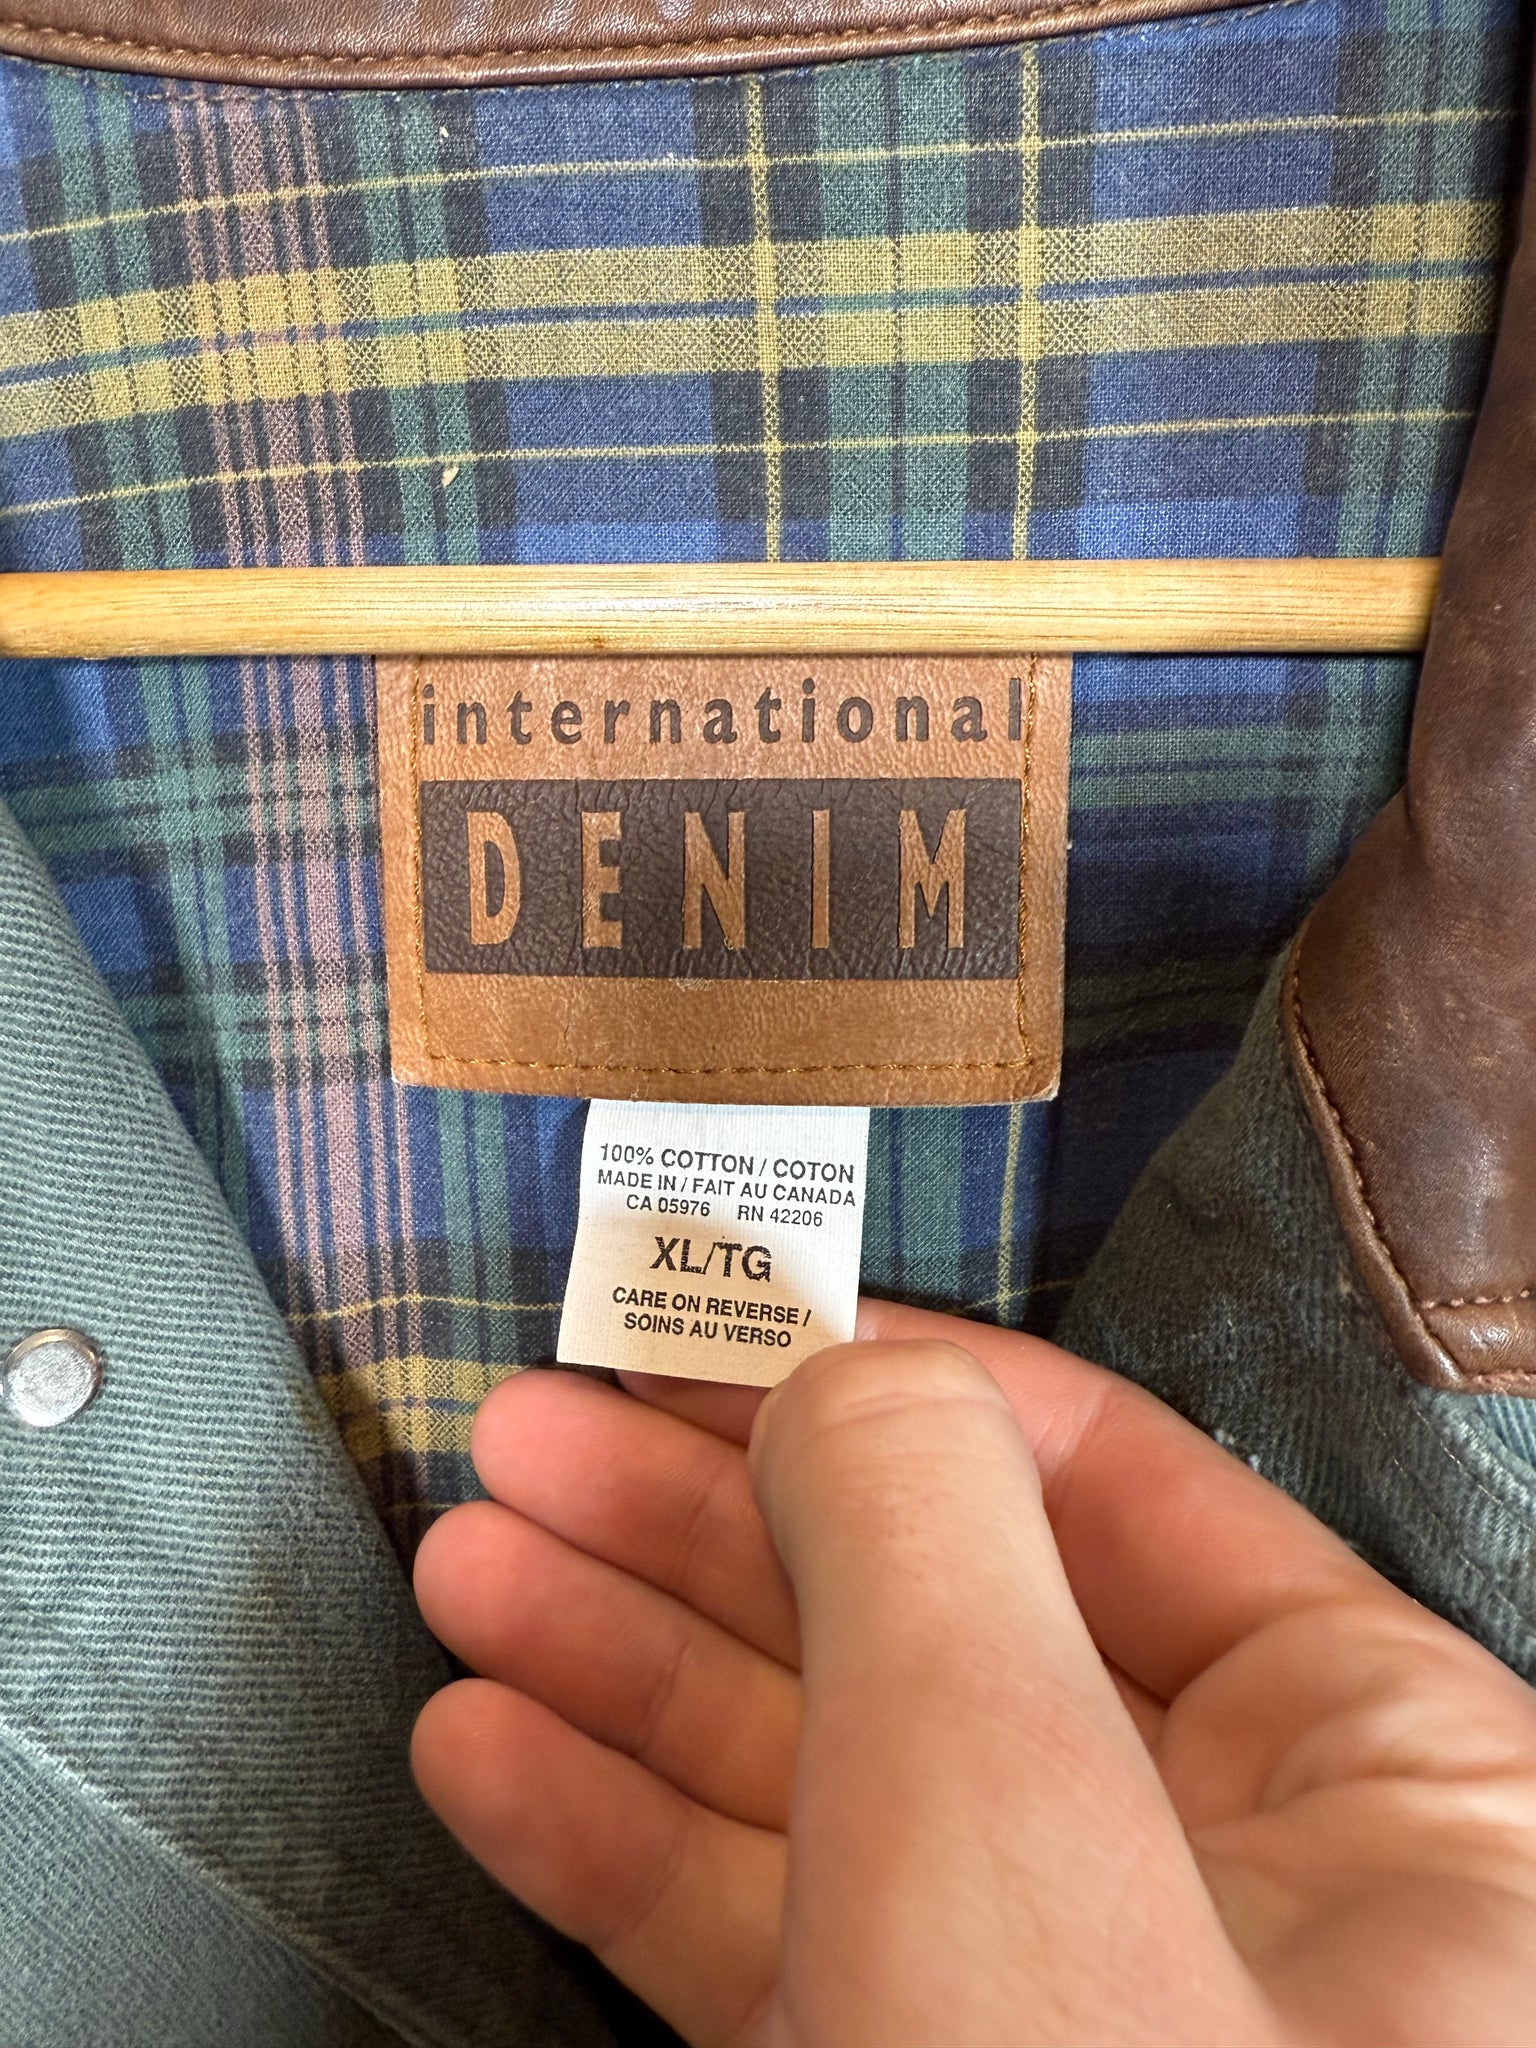 international
DENIM
100% COTTON / COTON
MADE IN / FAIT AU CANADA
CA 05976 RN 42206
XL/TG
CARE ON REVERSE /
SOINS AU VERSO